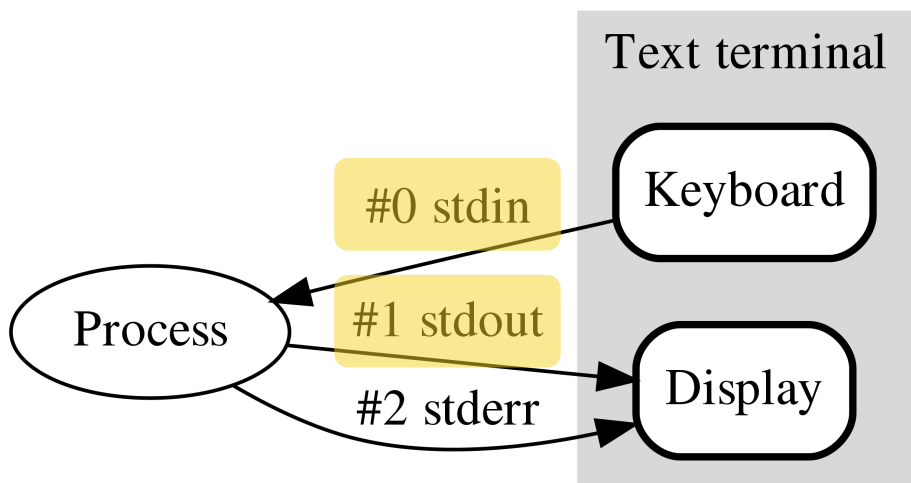 Text terminal
Keyboard
#0 stdin
#1 stdout
Process
Display
#2 stderr